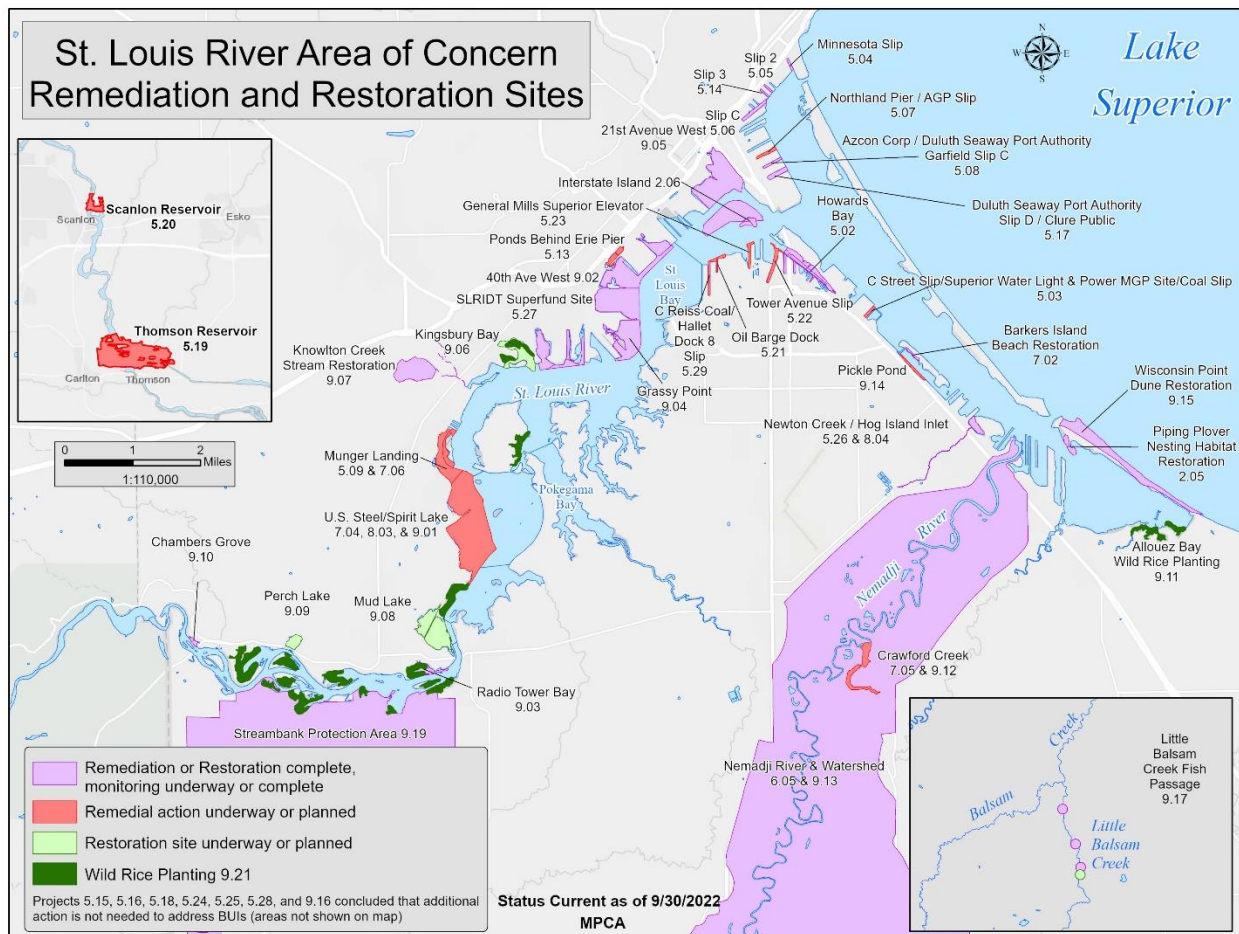 St. Louis River Area of Concern
Remediation and Restoration Sites
N
W
E
S
Lake
Superior
Minnesota Slip
5.04
Slip 2
5.05
Slip 3
5.14
Northland Pier / AGP Slip
5.07
Slip C
5.06
21st Avenue West
9.05
Azcon Corp / Duluth Seaway Port Authority
Garfield Slip C
5.08
Interstate Island 2.06
General Mills Superior Elevator
5.23
Howards
Bay
5.02
Duluth Seaway Port Authority
Slip D / Clure Public
5.17
Ponds Behind Erie Pier
5.13
40th Ave West 9.02
St
Louis
Bay
SLRIDT Superfund Site
5.27
C Street Slip/Superior Water Light & Power MGP Site/Coal Slip
5.03
Tower Avenue Slip
5.22
C Reiss Coal/
Hallet
Dock 8
Slip
5.29
Oil Barge Dock
5.21
Kingsbury Bay
9.06
Knowlton Creek
Stream Restoration
9.07
Barkers Island
Beach Restoration
7.02
Pickle Pond
9.14
Grassy Point
9.04
St. Louis River
Wisconsin Point
Dune Restoration
9.15
Newton Creek / Hog Island Inlet
5.26 & 8.04
Piping Plover
Nesting Habitat
Restoration
2.05
Munger Landing
5.09 & 7.06
Pokegama
Bay
U.S. Steel/Spirit Lake
7.04, 8.03, & 9.01
Nemadji
River
Allouez Bay
Wild Rice Planting
9.11
Chambers Grove
9.10
Perch Lake
9.09
Mud Lake
9.08
Radio Tower Bay
9.03
Crawford Creek
7.05 & 9.12
Streambank Protection Area 9.19
Nemadji River & Watershed
6.05 & 9.13
Scanlon
Esko
Scanlon Reservoir
5.20
Thomson Reservoir
5.19
Carlton
Thomson
0
1
2
Miles
1:110,000
Remediation or Restoration complete,
monitoring underway or complete
Remedial action underway or planned
Restoration site underway or planned
Wild Rice Planting 9.21
Projects 5.15, 5.16, 5.18, 5.24, 5.25, 5.28, and 9.16 concluded that additional
action is not needed to address BUIs (areas not shown on map)
Status Current as of 9/30/2022
MPCA
Creek
Balsam
Little
Balsam
Creek
Little
Balsam
Creek Fish
Passage
9.17